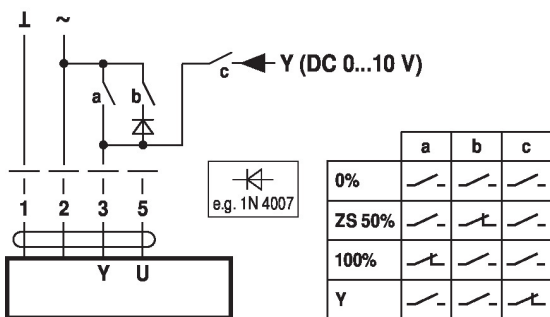 ⊥ ~
a b c Y (DC 0...10 V)
1 2 3 5
Y U
e.g. 1N 4007
a b c
0%
ZS 50%
100%
Y